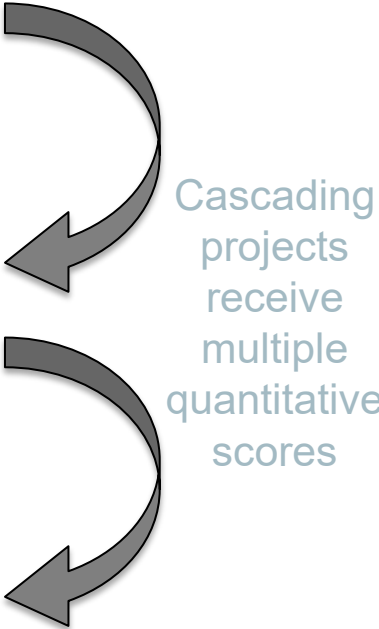 Cascading
projects
receive
multiple
quantitative
scores